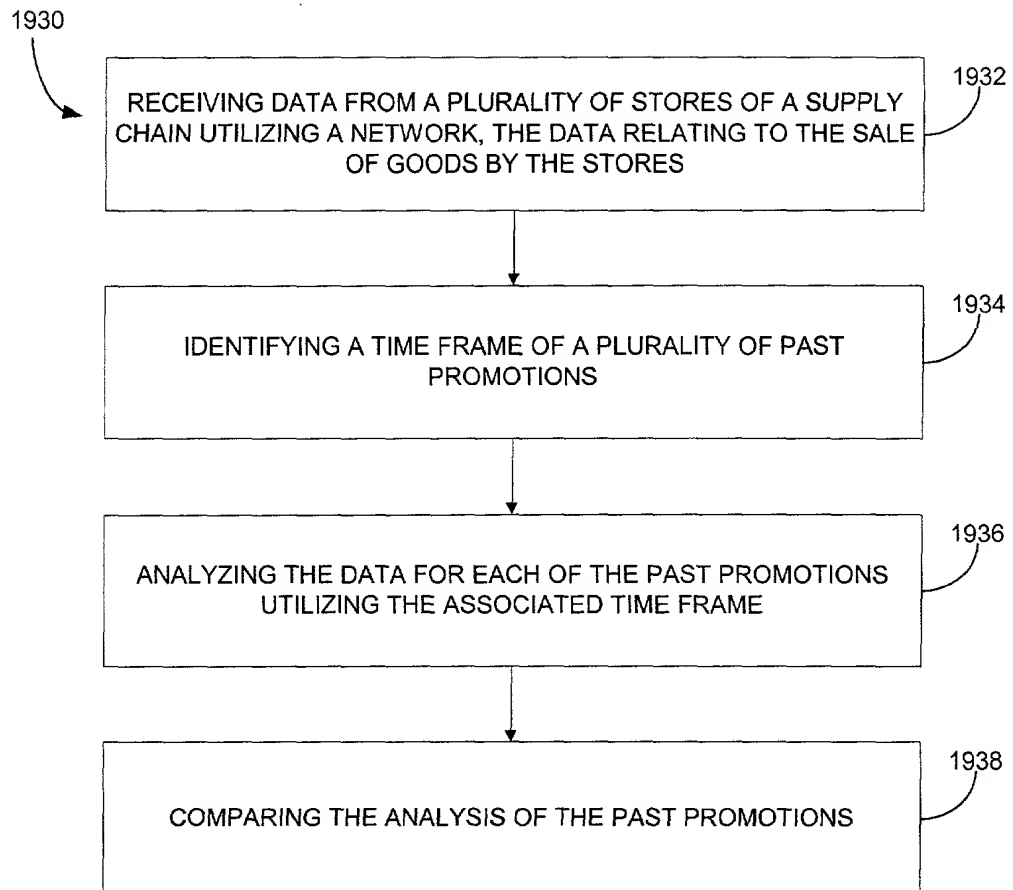 1930
1932
RECEIVING DATA FROM A PLURALITY OF STORES OF A SUPPLY
CHAIN UTILIZING A NETWORK, THE DATA RELATING TO THE SALE
OF GOODS BY THE STORES
1934
IDENTIFYING A TIME FRAME OF A PLURALITY OF PAST
PROMOTIONS
1936
ANALYZING THE DATA FOR EACH OF THE PAST PROMOTIONS
UTILIZING THE ASSOCIATED TIME FRAME
1938
COMPARING THE ANALYSIS OF THE PAST PROMOTIONS